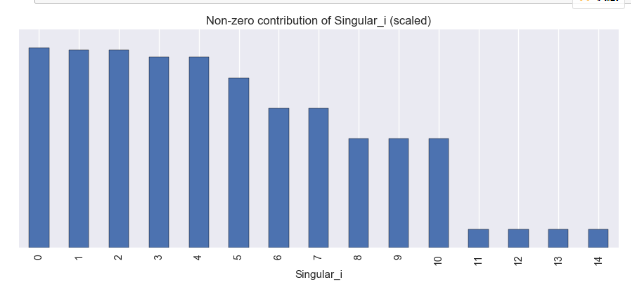 Non-zero contribution of Singular_i (scaled)
0 1 2 3 4 5 6 7 8 9 10 11 12 13 14
Singular_i